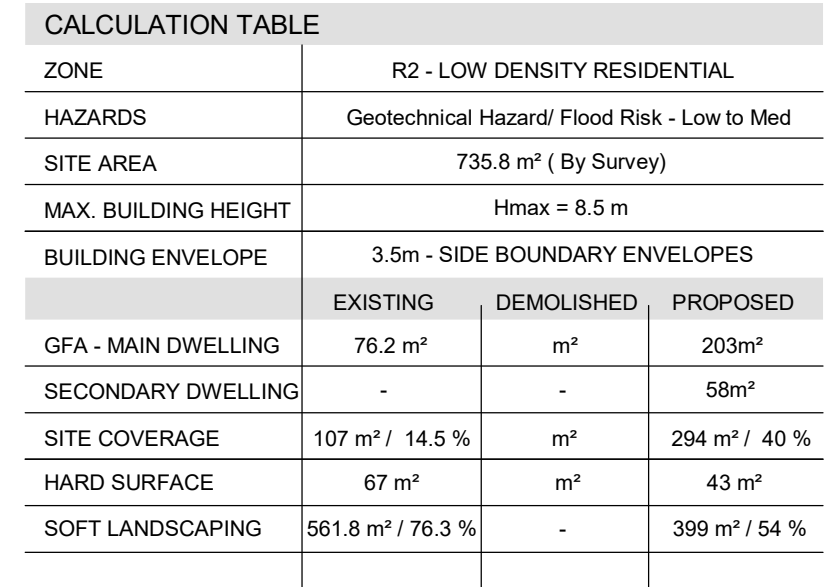 CALCULATION TABLE
ZONE R2 - LOW DENSITY RESIDENTIAL
HAZARDS Geotechnical Hazard/ Flood Risk - Low to Med
SITE AREA 735.8 m² ( By Survey)
MAX. BUILDING HEIGHT Hmax = 8.5 m
BUILDING ENVELOPE 3.5m - SIDE BOUNDARY ENVELOPES
EXISTING DEMOLISHED PROPOSED
GFA - MAIN DWELLING 76.2 m² m² 203m²
SECONDARY DWELLING - - 58m²
SITE COVERAGE 107 m² / 14.5 % m² 294 m² / 40 %
HARD SURFACE 67 m² m² 43 m²
SOFT LANDSCAPING 561.8 m² / 76.3 % - 399 m² / 54 %